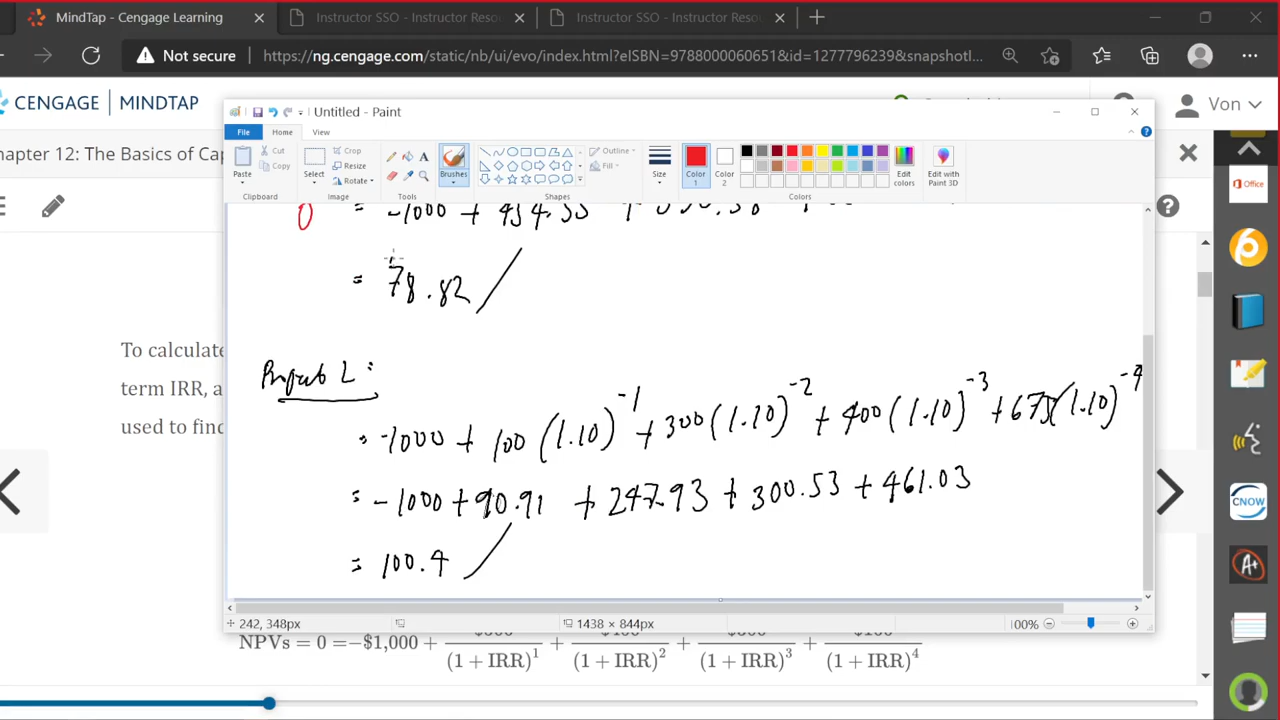 MindTap - Cengage Learning
Instructor SSO - Instructor Reso
Instructor SSO - Instructor Reso
Not secure
https://ng.cengage.com/static/nb/ui/evo/index.html?eISBN=9788000060651&id=1277796239&snapshotI...
CENGAGE | MINDTAP
Von
hapter 12: The Basics of Cap
Untitled - Paint
File Home View
Paste
Cut
Copy
Clipboard
Select
Crop
Resize
Rotate
Image
Tools
Brushes
Shapes
Outline
Fill
Size
Color 1
Color 2
Edit colors
Edit with Paint 3D
Colors
Office
= -1000 + 454.55
0
= 78.82
Project L :
= -1000 + 100 (1.10)^-1 + 300 (1.10)^-2 + 400 (1.10)^-3 + 675 (1.10)^-4
= -1000 + 90.91 + 247.93 + 300.53 + 461.03
= 100.4
To calculate
term IRR, a
used to find
CNOW
A+
242, 348px
1438 × 844px
100%
NPVs = 0 = -$1,000 +
(1 + IRR)^1 + (1 + IRR)^2 + (1 + IRR)^3 + (1 + IRR)^4